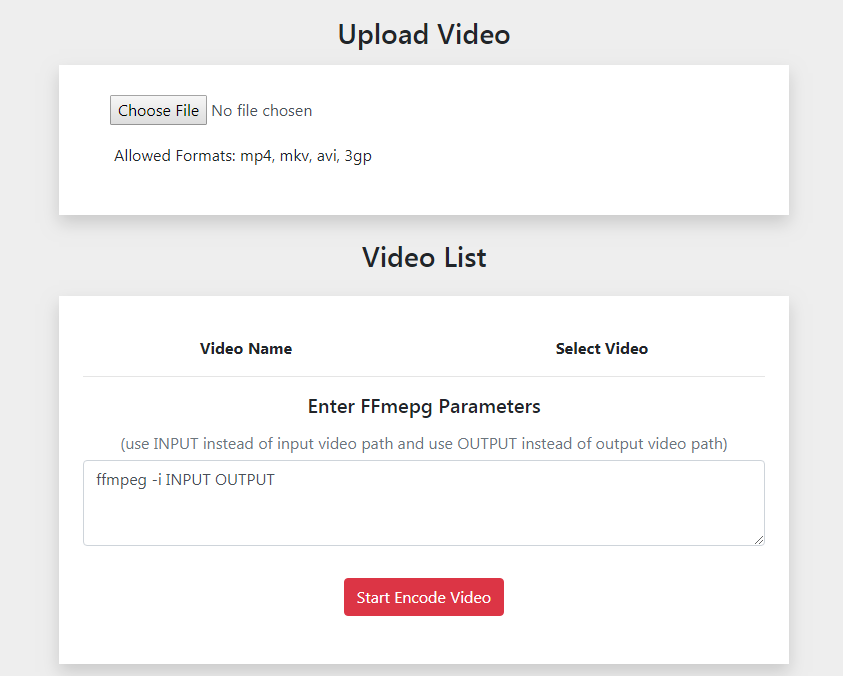 Upload Video
Choose File No file chosen
Allowed Formats: mp4, mkv, avi, 3gp
Video List
Video Name Select Video
Enter FFmepg Parameters
(use INPUT instead of input video path and use OUTPUT instead of output video path)
ffmpeg -i INPUT OUTPUT
Start Encode Video